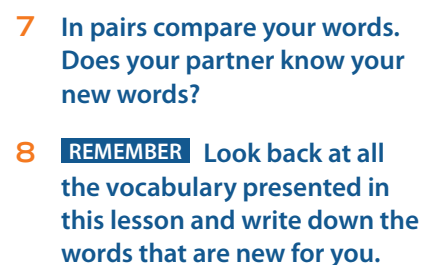 7 In pairs compare your words.
Does your partner know your
new words?
8 REMEMBER Look back at all
the vocabulary presented in
this lesson and write down the
words that are new for you.